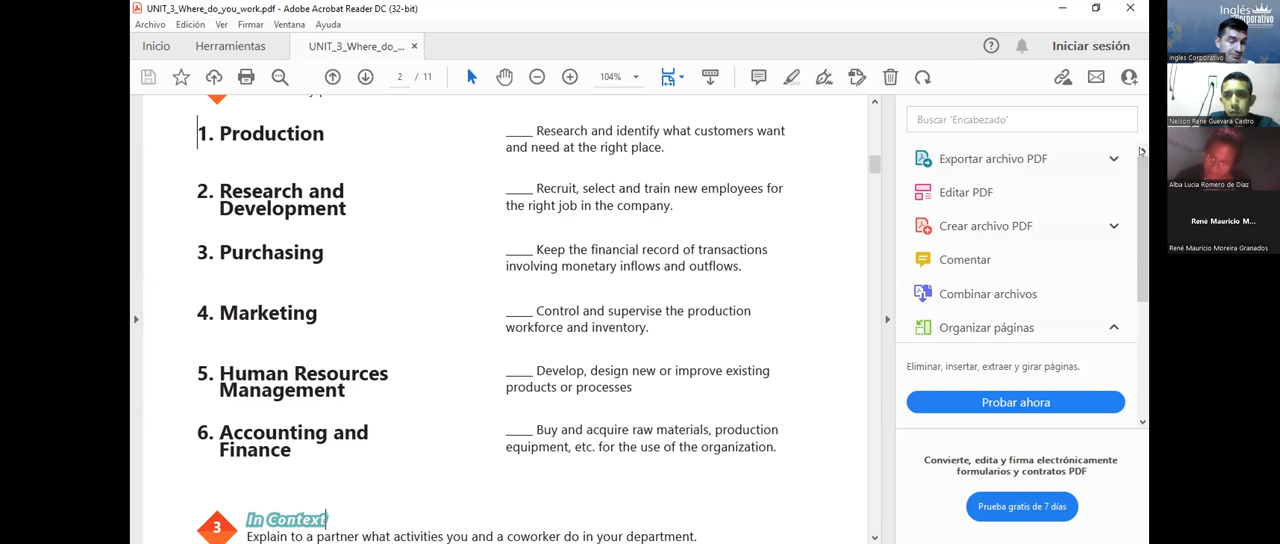 UNIT_3_Where_do_you_work.pdf - Adobe Acrobat Reader DC (32-bit)
Archivo Edición Ver Firmar Ventana Ayuda
Inicio Herramientas UNIT_3_Where_do_... Iniciar sesión
2 / 11 104%
1. Production
____ Research and identify what customers want
and need at the right place.
2. Research and
Development
____ Recruit, select and train new employees for
the right job in the company.
3. Purchasing
____ Keep the financial record of transactions
involving monetary inflows and outflows.
4. Marketing
____ Control and supervise the production
workforce and inventory.
5. Human Resources
Management
____ Develop, design new or improve existing
products or processes
6. Accounting and
Finance
____ Buy and acquire raw materials, production
equipment, etc. for the use of the organization.
3
In Context
Explain to a partner what activities you and a coworker do in your department.
Buscar 'Encabezado'
Exportar archivo PDF
Editar PDF
Crear archivo PDF
Comentar
Combinar archivos
Organizar páginas
Eliminar, insertar, extraer y girar páginas.
Probar ahora
Convierte, edita y firma electrónicamente
formularios y contratos PDF
Prueba gratis de 7 días
Inglés
Corporativo
Ingles Corporativo
Nelson René Guevara Castro
Alba Lucia Romero de Díaz
René Mauricio M...
René Mauricio Moreira Granados